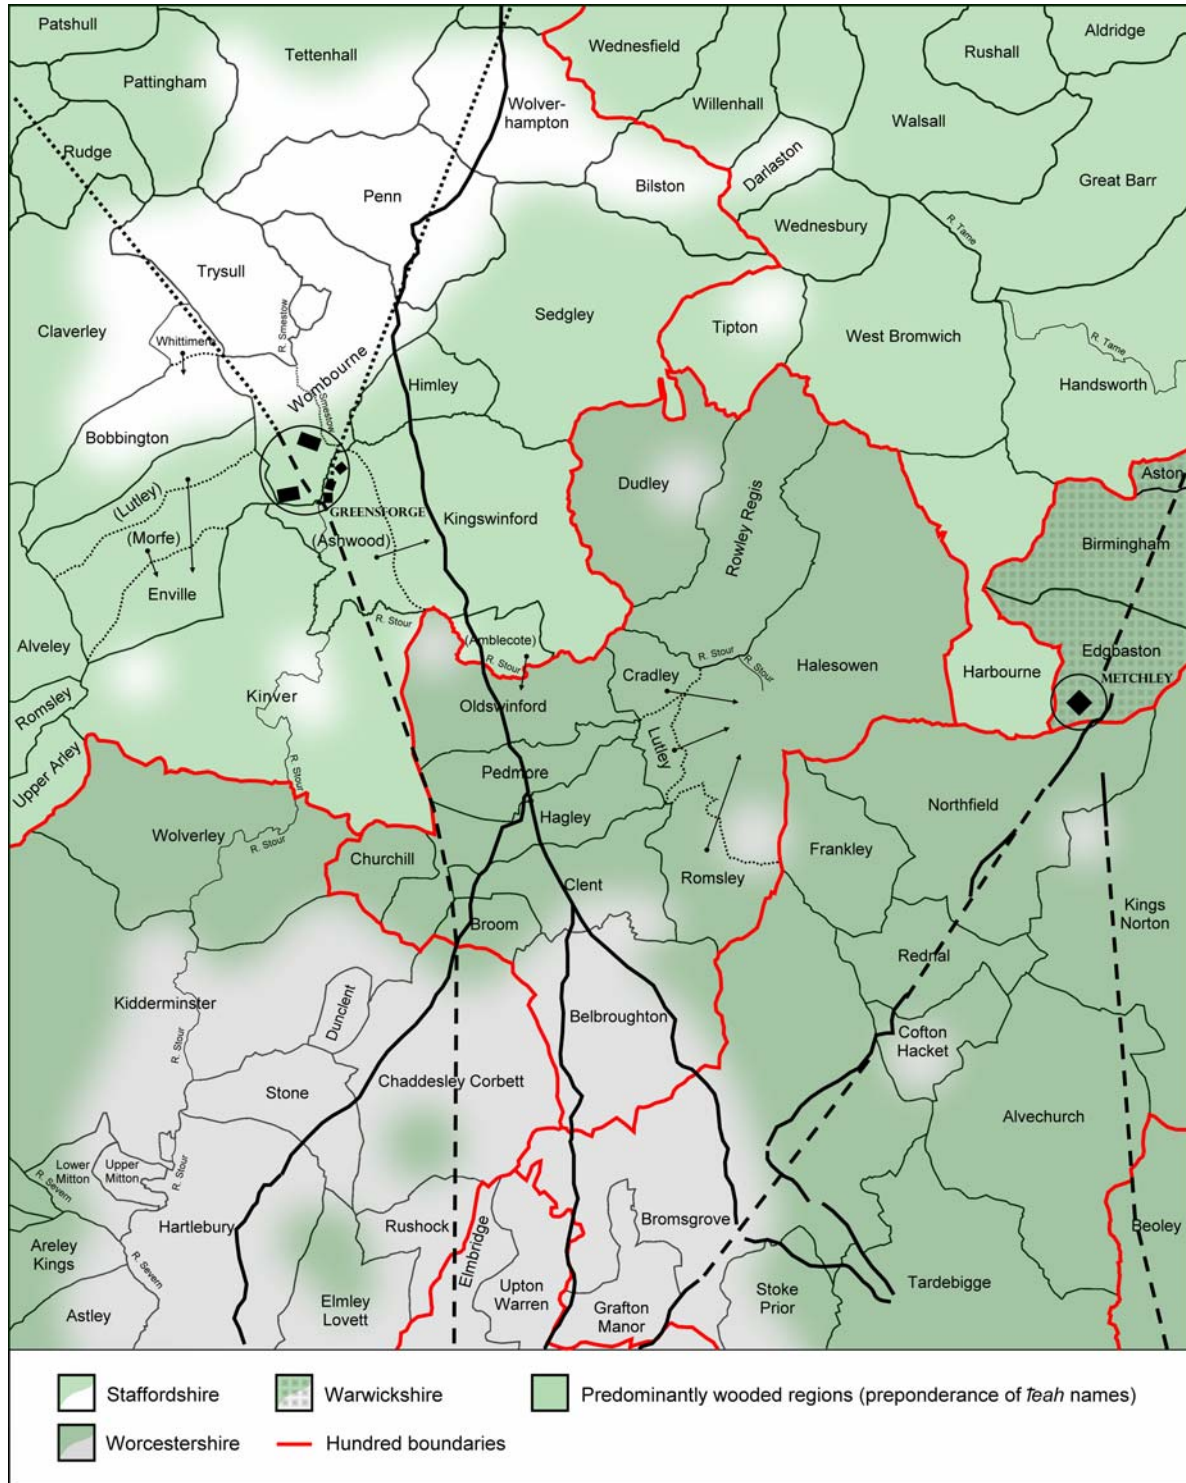 Patshull
Tettenhall
Wednesfield
Rushall
Aldridge
Pattingham
Wolver-
hampton
Willenhall
Walsall
Rudge
Darlaston
Penn
Bilston
Great Barr
Wednesbury
R. Tame
Trysull
R. Smestow
Sedgley
Tipton
West Bromwich
Claverley
Whittimere
R. Tame
Wombourne
Himley
Handsworth
Smestow
Bobbington
Aston
Dudley
(Lutley)
GREENSFORGE
Kingswinford
Rowley Regis
(Morfe)
(Ashwood)
Birmingham
Enville
R. Stour
(Amblecote)
Alveley
R. Stour
R. Stour
R. Stour
Edgbaston
Halesowen
Harbourne
METCHLEY
Cradley
Romsley
Kinver
Oldswinford
Lutley
Upper Arley
R. Stour
Pedmore
Northfield
Hagley
Wolverley
R. Stour
Churchill
Frankley
Clent
Romsley
Kings
Norton
Broom
Rednal
Kidderminster
Dunclent
Belbroughton
Cofton
Hacket
R. Stour
Stone
Chaddesley Corbett
Alvechurch
Lower
Mitton
Upper
Mitton
R. Stour
R. Severn
Hartlebury
Rushock
Elmbridge
Bromsgrove
Beoley
Areley
Kings
R. Severn
Upton
Warren
Stoke
Prior
Tardebigge
Astley
Elmley
Lovett
Grafton
Manor
Staffordshire
Warwickshire
Predominantly wooded regions (preponderance of leah names)
Worcestershire
Hundred boundaries